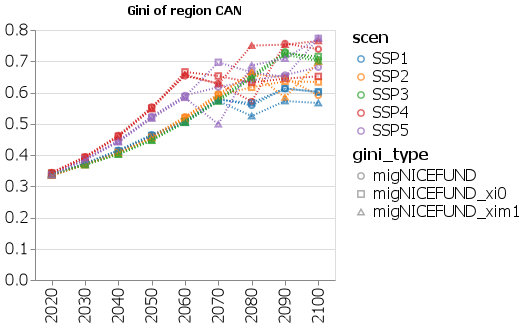 Gini of region CAN
0.8
0.7
0.6
0.5
0.4
0.3
0.2
0.1
0.0
2020
2030
2040
2050
2060
2070
2080
2090
2100
scen
SSP1
SSP2
SSP3
SSP4
SSP5
gini_type
migNICEFUND
migNICEFUND_xi0
migNICEFUND_xim1